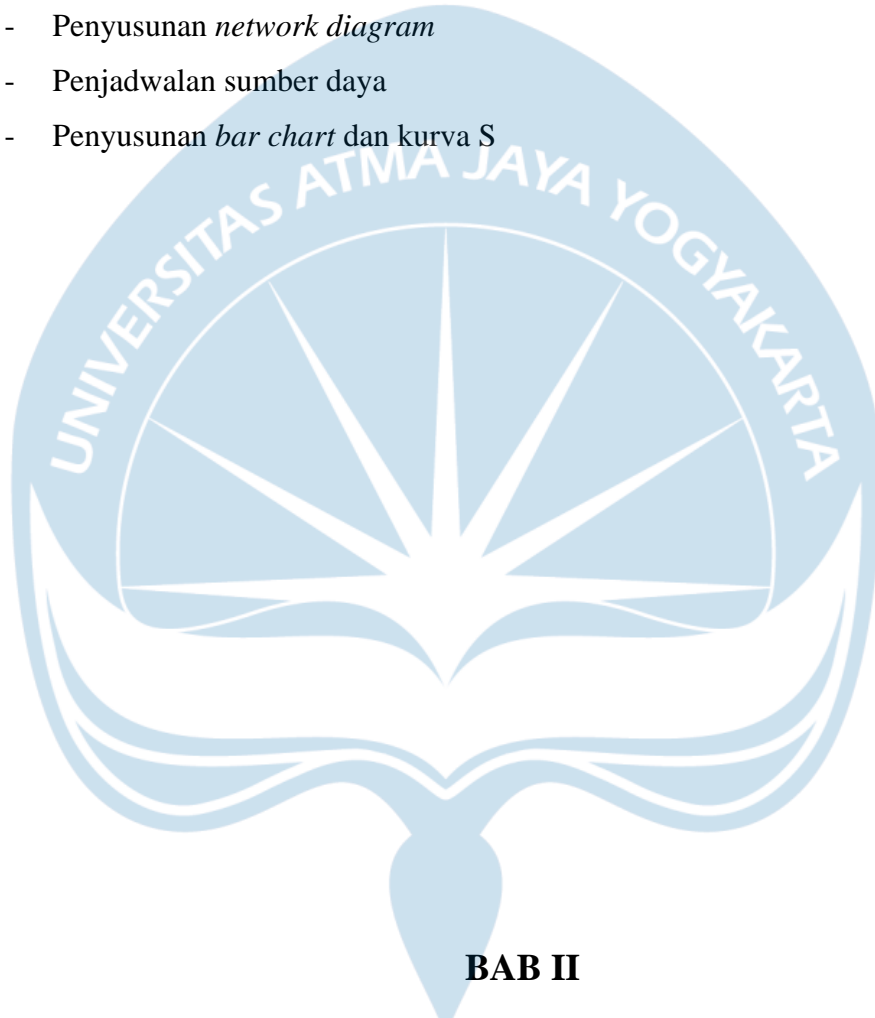 - Penyusunan network diagram
- Penjadwalan sumber daya
- Penyusunan bar chart dan kurva S
UNIVERSITAS ATMA JAYA YOGYAKARTA
BAB II